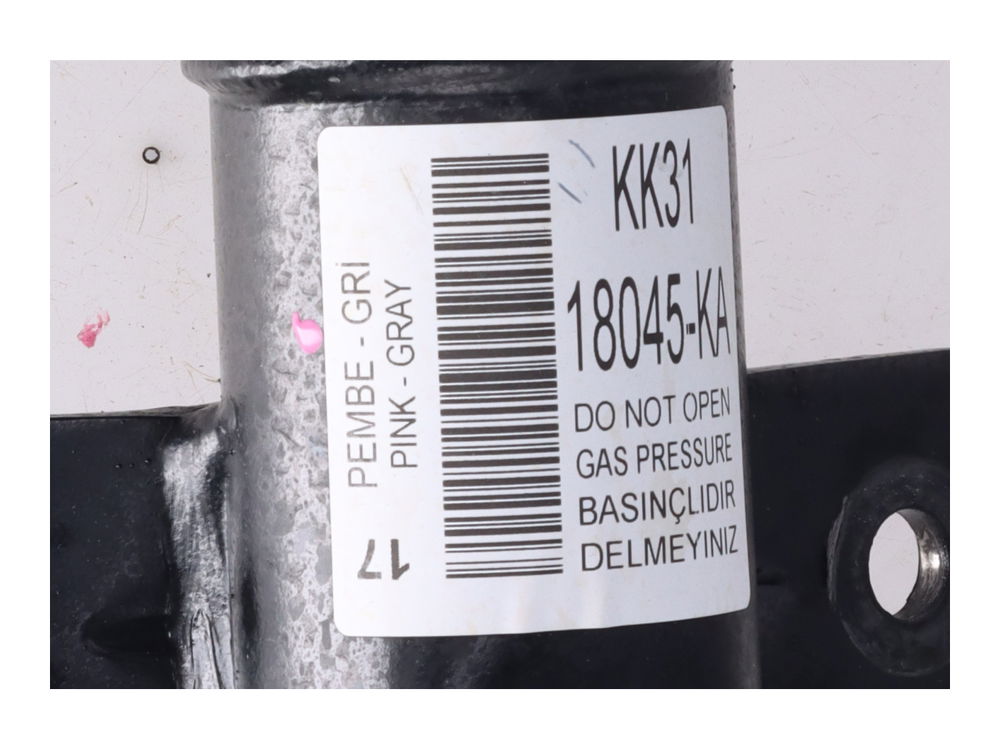 KK31
18045-KA
DO NOT OPEN
GAS PRESSURE
BASINÇLIDIR
DELMEYINIZ
PEMBE - GRİ
PINK - GRAY
17